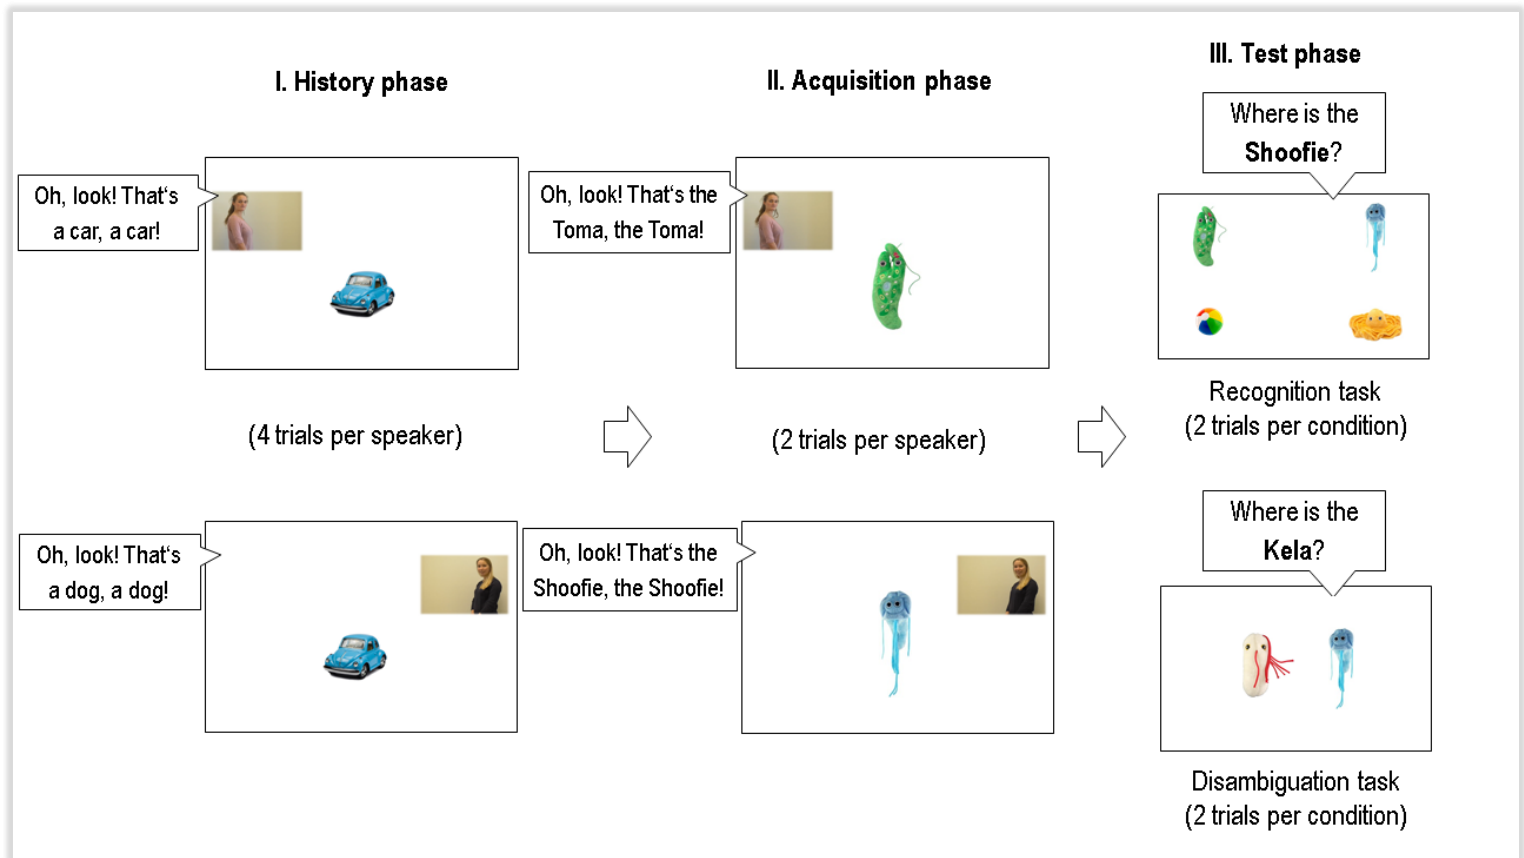 I. History phase
Oh, look! That‘s
a car, a car!
(4 trials per speaker)
Oh, look! That‘s
a dog, a dog!
II. Acquisition phase
Oh, look! That‘s the
Toma, the Toma!
(2 trials per speaker)
Oh, look! That‘s the
Shoofie, the Shoofie!
III. Test phase
Where is the
Shoofie?
Recognition task
(2 trials per condition)
Where is the
Kela?
Disambiguation task
(2 trials per condition)